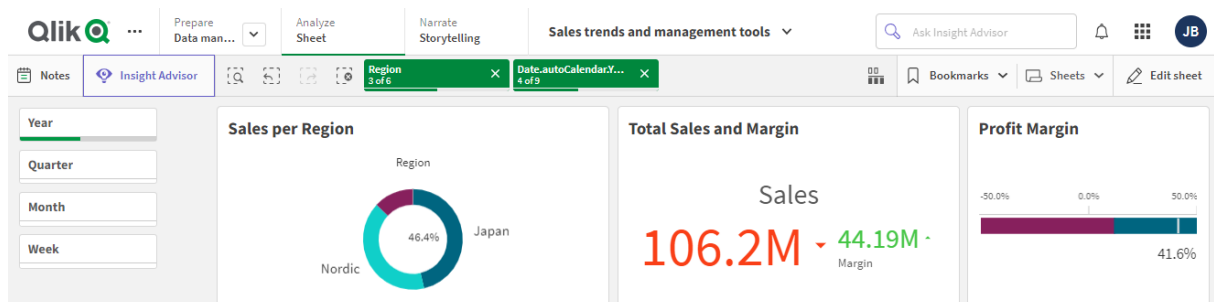 Qlik
Prepare
Data man...
Analyze
Sheet
Narrate
Storytelling
Sales trends and management tools
Ask Insight Advisor
JB
Notes
Insight Advisor
Region
3 of 6
Date.autoCalendar.Y...
4 of 9
Bookmarks
Sheets
Edit sheet
Year
Quarter
Month
Week
Sales per Region
Region
46.4%
Japan
Nordic
Total Sales and Margin
Sales
106.2M
44.19M
Margin
Profit Margin
-50.0% 0.0% 50.0%
41.6%